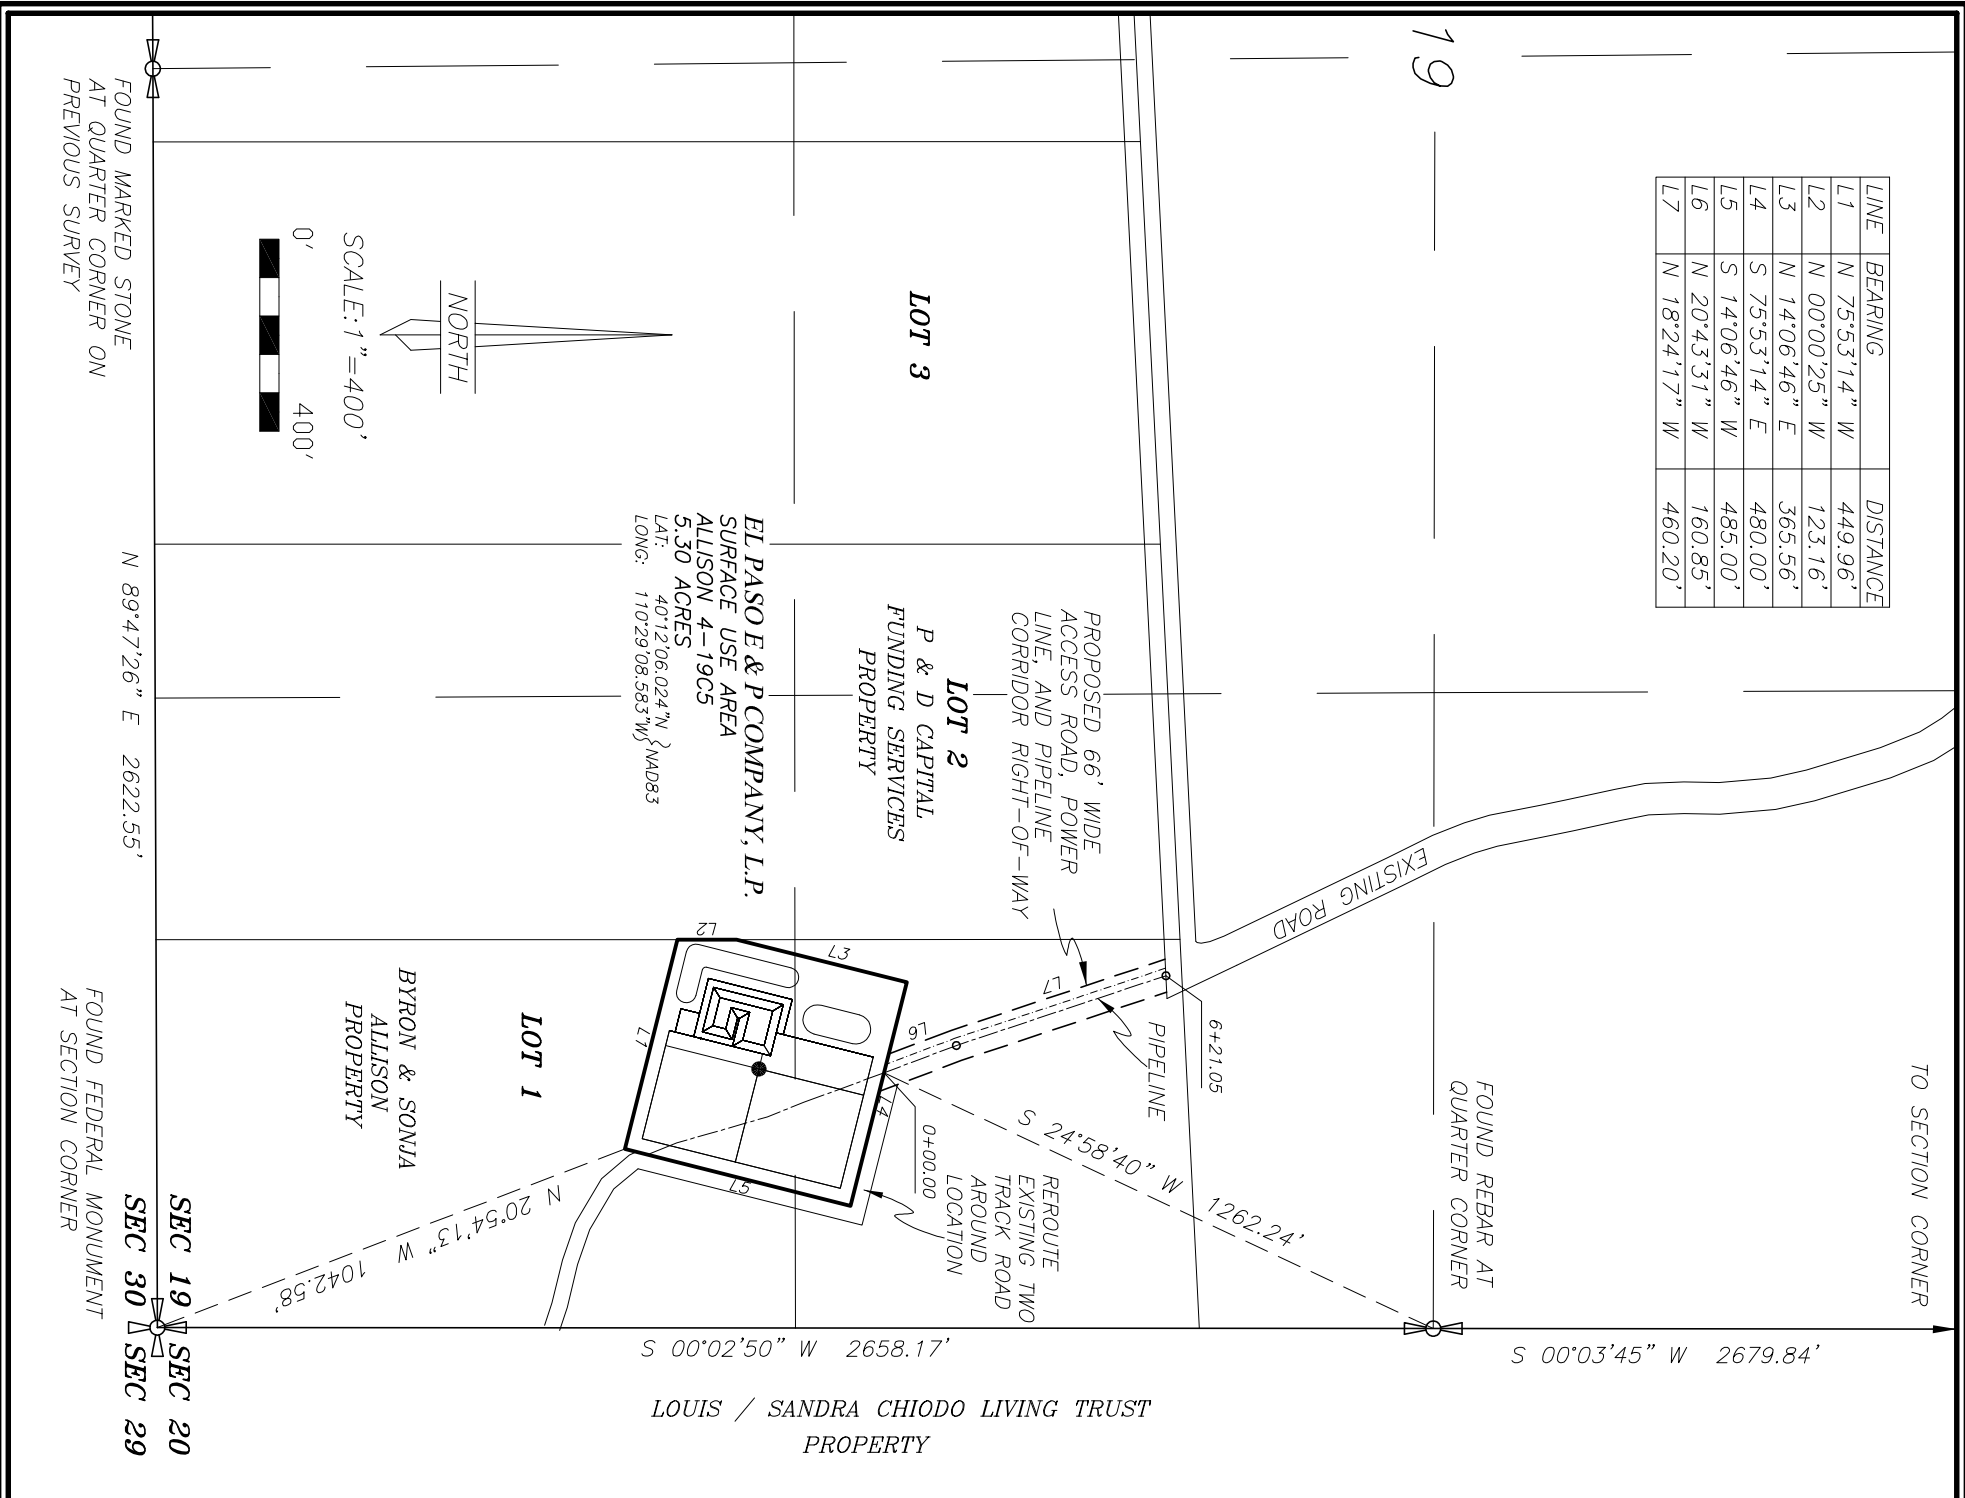 19
LINE BEARING DISTANCE
L1 N 75°53'14" W 449.96'
L2 N 00°00'25" W 123.16'
L3 N 14°06'46" E 365.56'
L4 S 75°53'14" E 480.00'
L5 S 14°06'46" W 485.00'
L6 N 20°43'31" W 160.85'
L7 N 18°24'17" W 460.20'
TO SECTION CORNER
FOUND REBAR AT
QUARTER CORNER
S 00°03'45" W 2679.84'
EXISTING ROAD
PROPOSED 66' WIDE
ACCESS ROAD, POWER
LINE, AND PIPELINE
CORRIDOR RIGHT-OF-WAY
6+21.05
PIPELINE
L7
L6
S 24°58'40" W 1262.24'
0+00.00
REROUTE
EXISTING TWO
TRACK ROAD
AROUND
LOCATION
LOT 3
LOT 2
P & D CAPITAL
FUNDING SERVICES
PROPERTY
EL PASO E & P COMPANY, L.P.
SURFACE USE AREA
ALLISON 4-19C5
5.30 ACRES
LAT: 40°12'06.024"N
LONG: 110°29'08.583"W
NAD83
L2
L3
L4
L1
L5
S 00°02'50" W 2658.17'
LOUIS / SANDRA CHIODO LIVING TRUST
PROPERTY
LOT 1
BYRON & SONJA
ALLISON
PROPERTY
N 20°54'13" W 1042.58'
NORTH
SCALE:1"=400'
0' 400'
FOUND MARKED STONE
AT QUARTER CORNER ON
PREVIOUS SURVEY
N 89°47'26" E 2622.55'
FOUND FEDERAL MONUMENT
AT SECTION CORNER
SEC 19 SEC 20
SEC 30 SEC 29